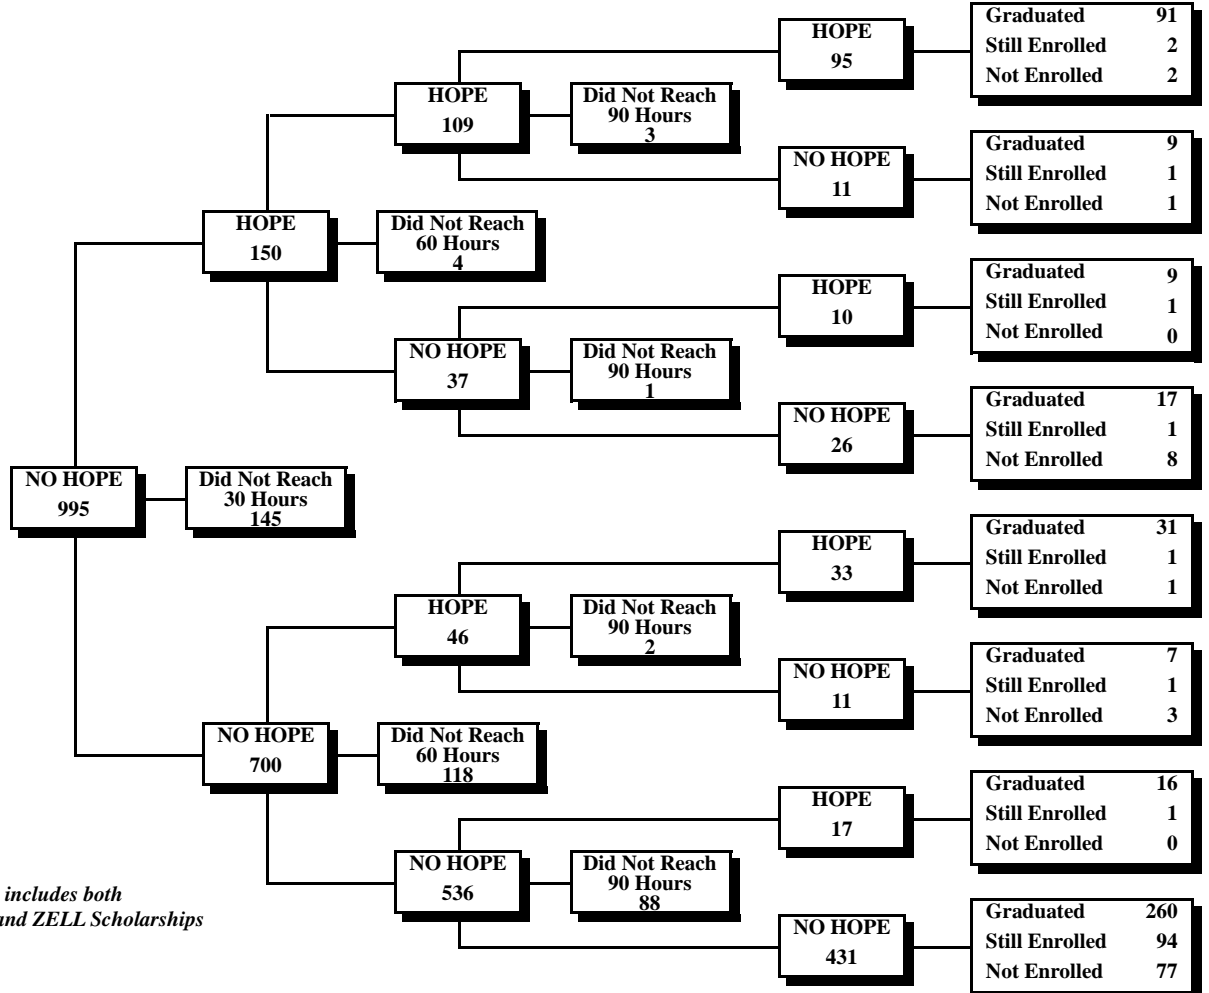 HOPE
95
Graduated 91
Still Enrolled 2
Not Enrolled 2
HOPE
109
Did Not Reach
90 Hours
3
NO HOPE
11
Graduated 9
Still Enrolled 1
Not Enrolled 1
HOPE
150
Did Not Reach
60 Hours
4
HOPE
10
Graduated 9
Still Enrolled 1
Not Enrolled 0
NO HOPE
37
Did Not Reach
90 Hours
1
NO HOPE
26
Graduated 17
Still Enrolled 1
Not Enrolled 8
NO HOPE
995
Did Not Reach
30 Hours
145
HOPE
33
Graduated 31
Still Enrolled 1
Not Enrolled 1
HOPE
46
Did Not Reach
90 Hours
2
NO HOPE
11
Graduated 7
Still Enrolled 1
Not Enrolled 3
NO HOPE
700
Did Not Reach
60 Hours
118
HOPE
17
Graduated 16
Still Enrolled 1
Not Enrolled 0
NO HOPE
536
Did Not Reach
90 Hours
88
NO HOPE
431
Graduated 260
Still Enrolled 94
Not Enrolled 77
includes both
and ZELL Scholarships